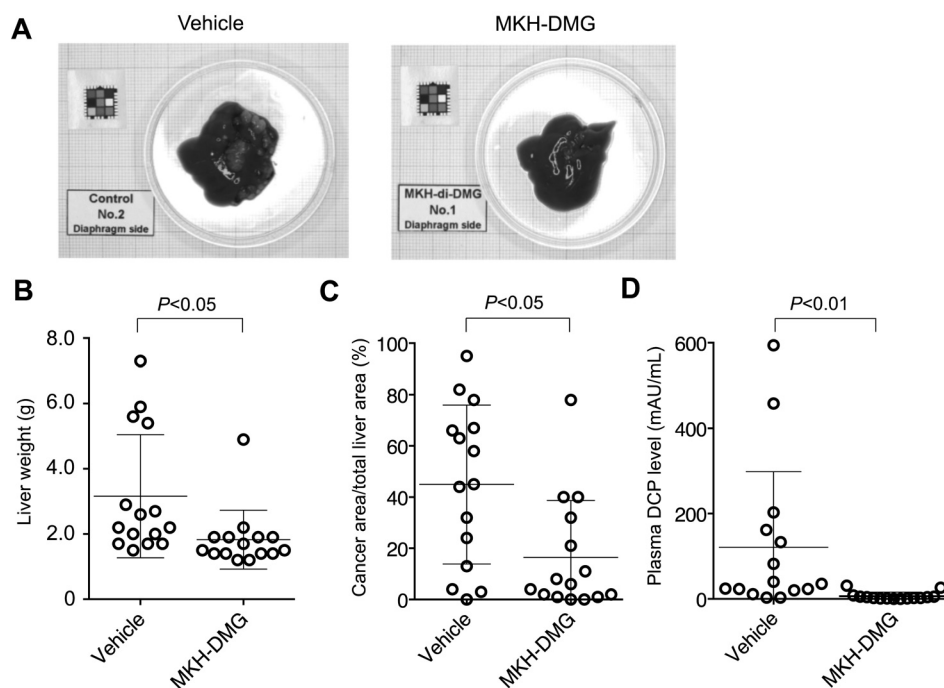 A
Vehicle
MKH-DMG
Control
No.2
Diaphragm side
MKH-di-DMG
No.1
Diaphragm side
B
P<0.05
Liver weight (g)
8.0
6.0
4.0
2.0
0
Vehicle
MKH-DMG
C
P<0.05
Cancer area/total liver area (%)
100
80
60
40
20
0
Vehicle
MKH-DMG
D
P<0.01
Plasma DCP level (mAU/mL)
600
400
200
0
Vehicle
MKH-DMG